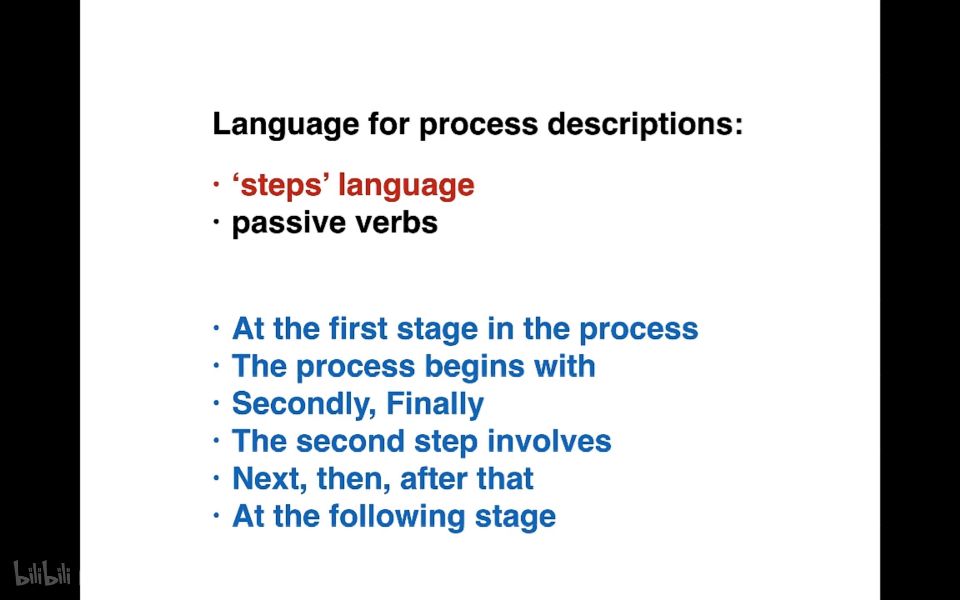 Language for process descriptions:
· ‘steps’ language
· passive verbs
· At the first stage in the process
· The process begins with
· Secondly, Finally
· The second step involves
· Next, then, after that
· At the following stage
bilibili